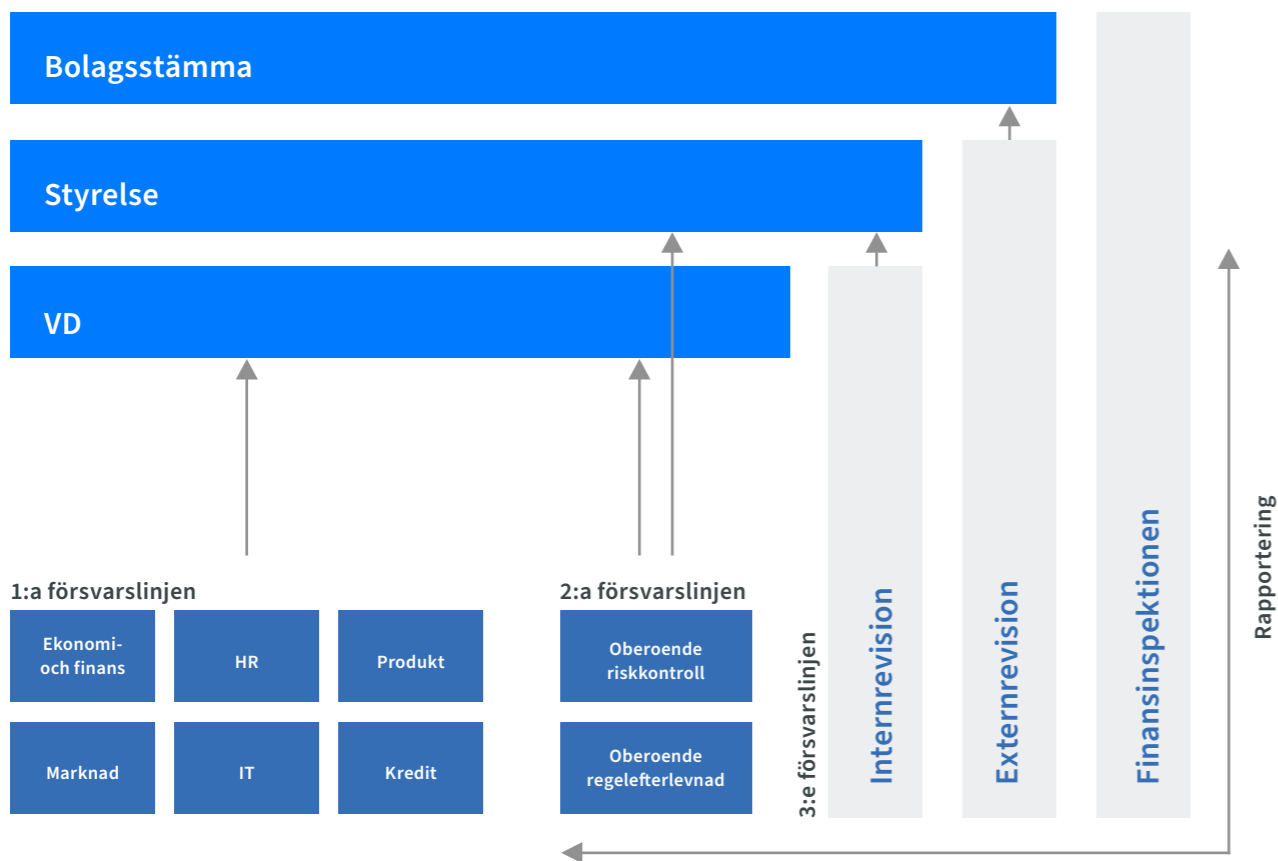 Bolagsstämma
Styrelse
VD
1:a försvarslinjen
Ekonomi-
och finans
HR
Produkt
Marknad
IT
Kredit
2:a försvarslinjen
Oberoende
riskkontroll
Oberoende
regelefterlevnad
3:e försvarslinjen
Internrevision
Externrevision
Finansinspektionen
Rapportering